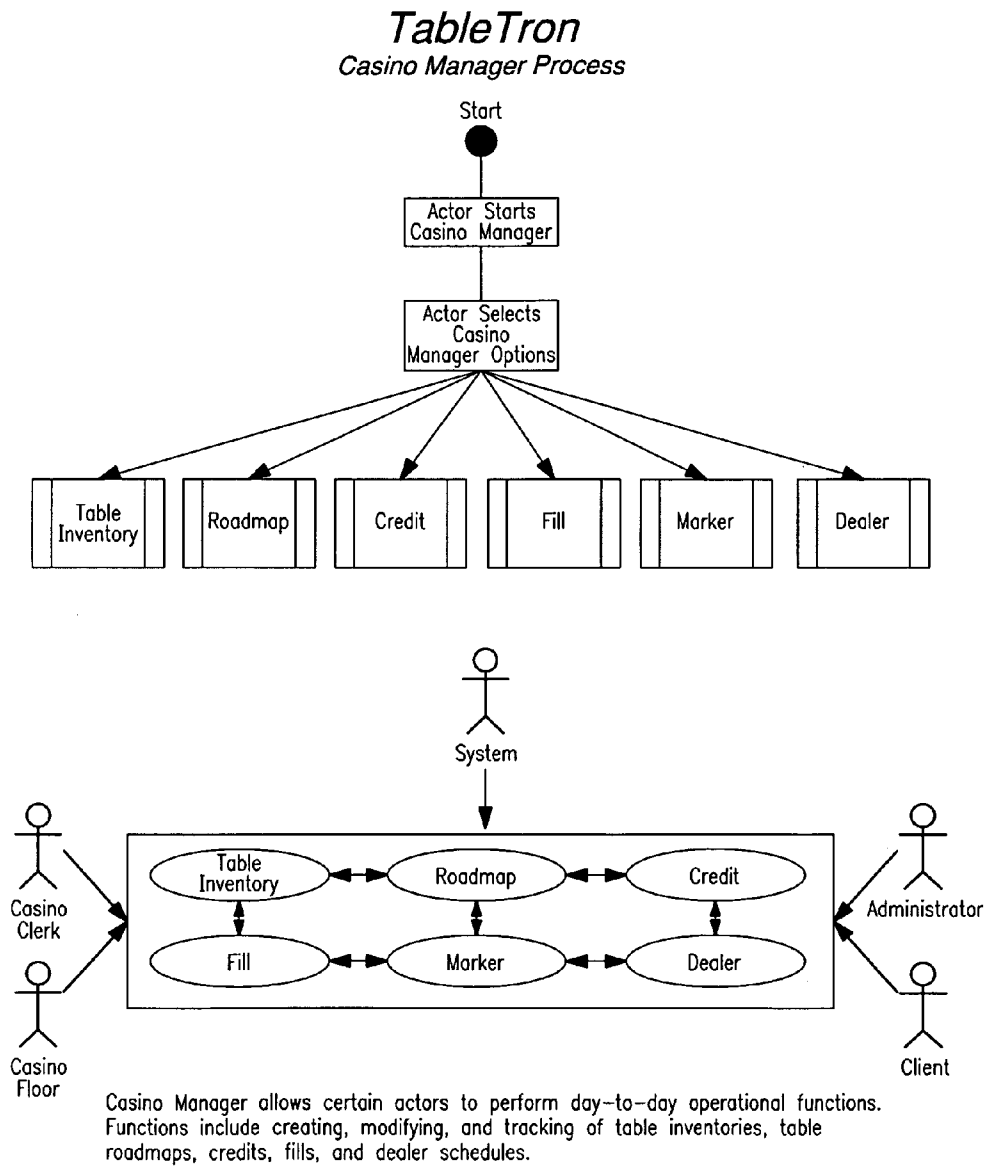 TableTron
Casino Manager Process
Start
Actor Starts
Casino Manager
Actor Selects
Casino
Manager Options
Table
Inventory
Roadmap
Credit
Fill
Marker
Dealer
System
Casino
Clerk
Casino
Floor
Table
Inventory
Roadmap
Credit
Fill
Marker
Dealer
Administrator
Client
Casino Manager allows certain actors to perform day-to-day operational functions.
Functions include creating, modifying, and tracking of table inventories, table
roadmaps, credits, fills, and dealer schedules.